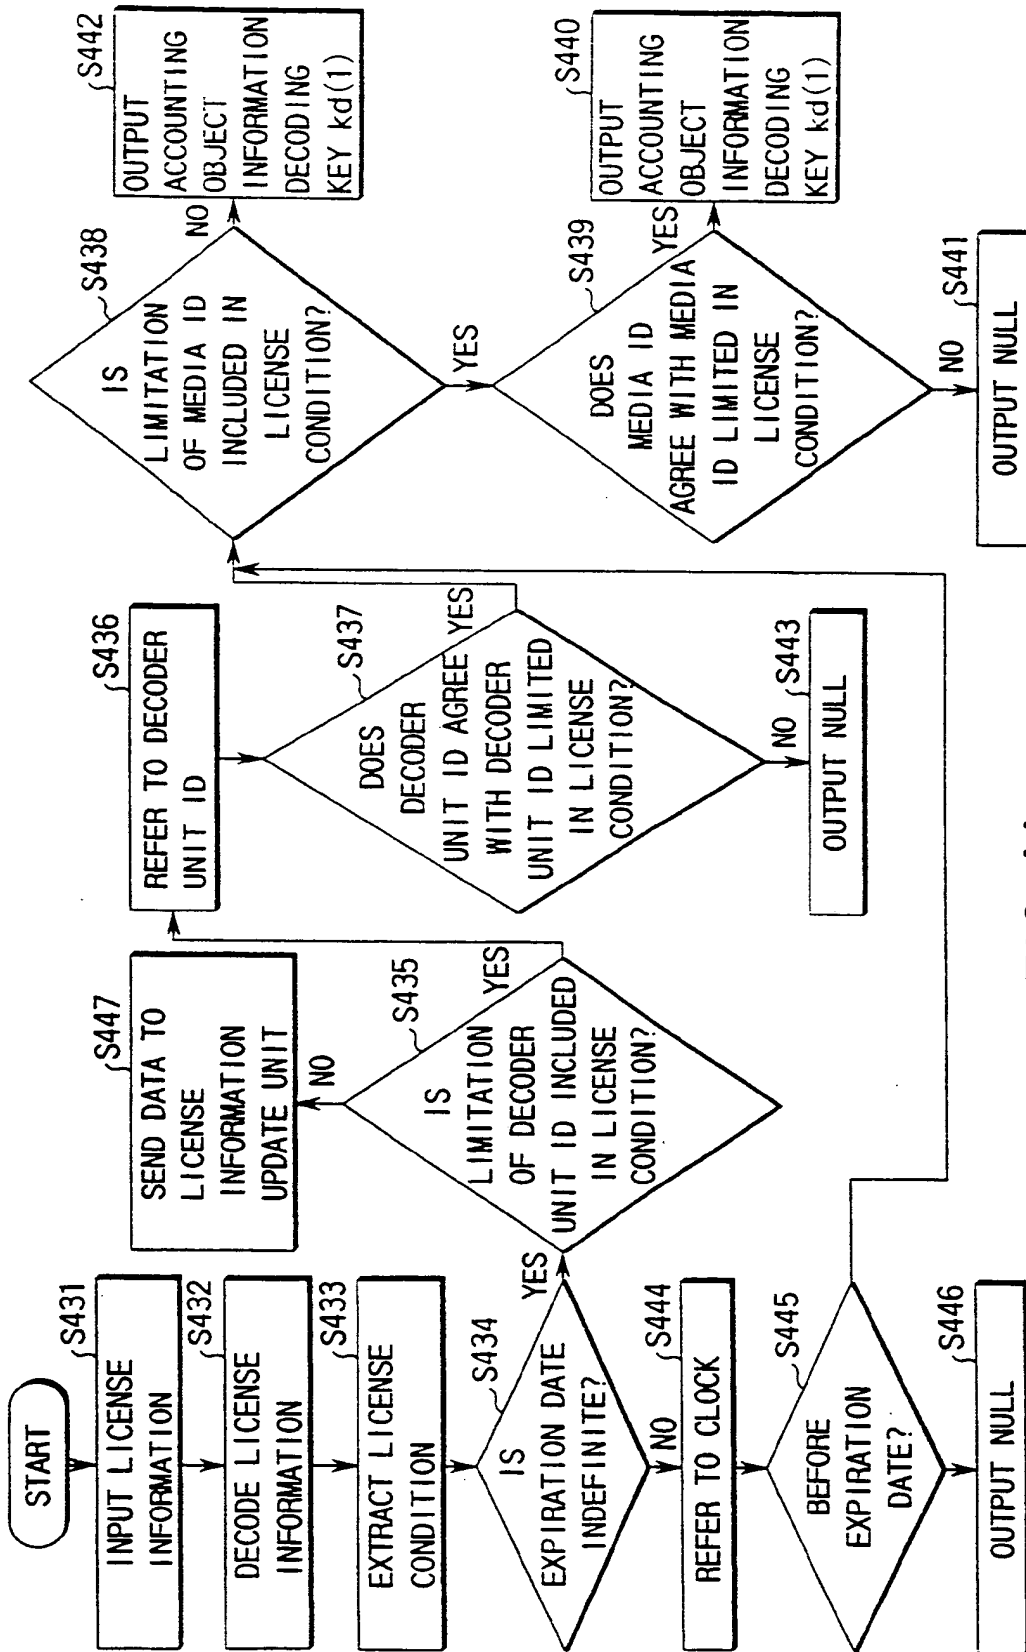 START
S431
INPUT LICENSE
INFORMATION
S432
DECODE LICENSE
INFORMATION
S433
EXTRACT LICENSE
CONDITION
S434
IS
EXPIRATION DATE
INDEFINITE?
YES
NO
S444
REFER TO CLOCK
S445
BEFORE
EXPIRATION
DATE?
S446
OUTPUT NULL
S447
SEND DATA TO
LICENSE
INFORMATION
UPDATE UNIT
NO
S435
YES
IS
LIMITATION
OF DECODER
UNIT ID INCLUDED
IN LICENSE
CONDITION?
S436
REFER TO DECODER
UNIT ID
S437
YES
DOES
DECODER
UNIT ID AGREE
WITH DECODER
UNIT ID LIMITED
IN LICENSE
CONDITION?
NO
S443
OUTPUT NULL
S438
IS
LIMITATION
OF MEDIA ID
INCLUDED IN
LICENSE
CONDITION?
NO
YES
S442
OUTPUT
ACCOUNTING
OBJECT
INFORMATION
DECODING
KEY kd(1)
S439
DOES
MEDIA ID
AGREE WITH MEDIA
ID LIMITED IN
LICENSE
CONDITION?
YES
NO
S440
OUTPUT
ACCOUNTING
OBJECT
INFORMATION
DECODING
KEY kd(1)
S441
OUTPUT NULL